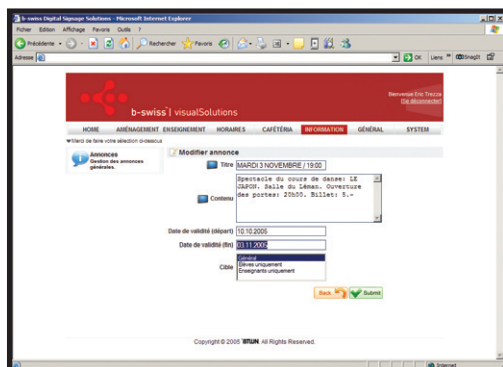 b-swiss Digital Signage Solutions - Microsoft Internet Explorer
Fichier Edition Affichage Favoris Outils ?
Précédente Rechercher Favoris
Adresse OK Liens SnagIt
Bienvenue Eric Trezza
[Se déconnecter]
b-swiss | visualSolutions
HOME AMÉNAGEMENT ENSEIGNEMENT HORAIRES CAFÉTÉRIA INFORMATION GÉNÉRAL SYSTEM
Merci de faire votre sélection ci-dessous
Annonces
Gestion des annonces
générales.
Modifier annonce
Titre MARDI 3 NOVEMBRE / 19:00
Contenu Spectacle du cours de danse: LE
JAPON. Salle du Léman. Ouverture
des portes: 20h00. Billet: 5.-
Date de validité (départ) 10.10.2005
Date de validité (fin) 03.11.2005
Cible Général
Elèves uniquement
Enseignants uniquement
Back Submit
Copyright © 2005 All Rights Reserved.
Internet